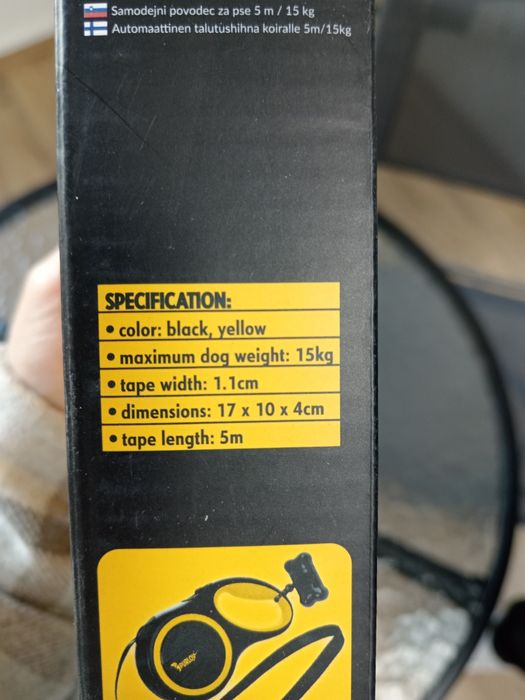 Samodejni povodec za pse 5 m / 15 kg
Automaattinen talutushihna koiralle 5m/15kg
SPECIFICATION:
• color: black, yellow
• maximum dog weight: 15kg
• tape width: 1.1cm
• dimensions: 17 x 10 x 4cm
• tape length: 5m
PURLOV